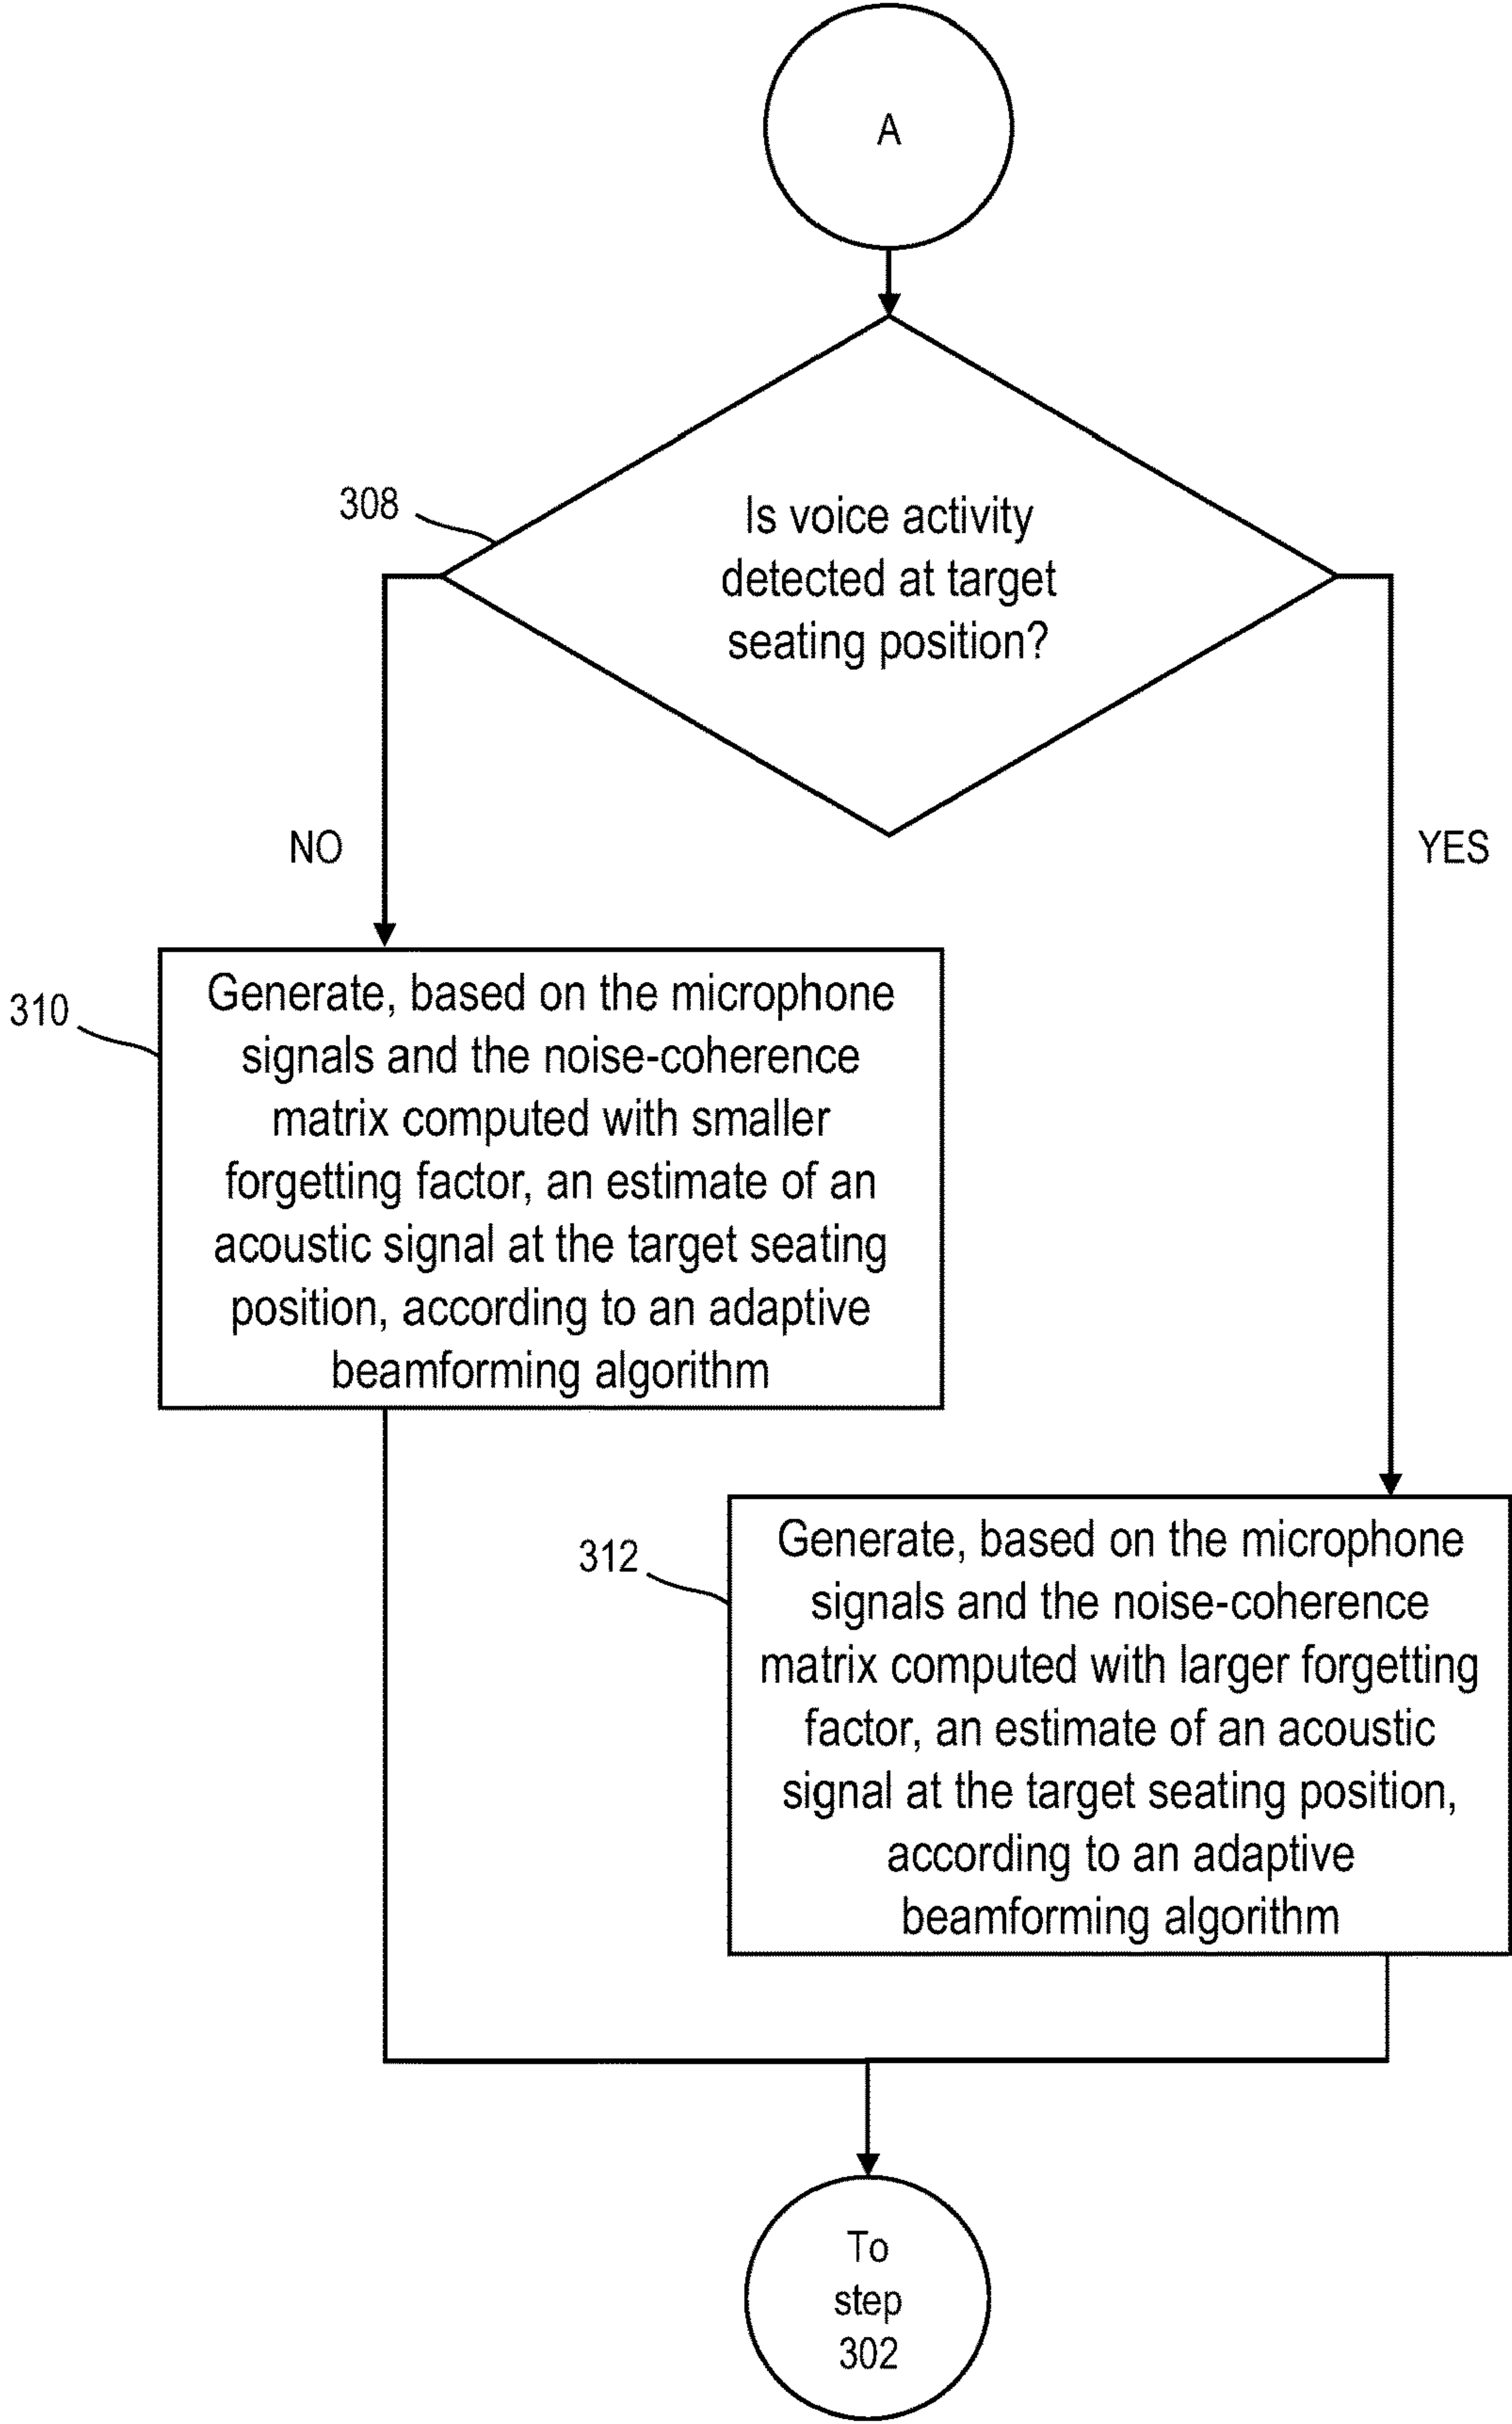 A
308
Is voice activity
detected at target
seating position?
NO
YES
310
Generate, based on the microphone
signals and the noise-coherence
matrix computed with smaller
forgetting factor, an estimate of an
acoustic signal at the target seating
position, according to an adaptive
beamforming algorithm
312
Generate, based on the microphone
signals and the noise-coherence
matrix computed with larger forgetting
factor, an estimate of an acoustic
signal at the target seating position,
according to an adaptive
beamforming algorithm
To
step
302